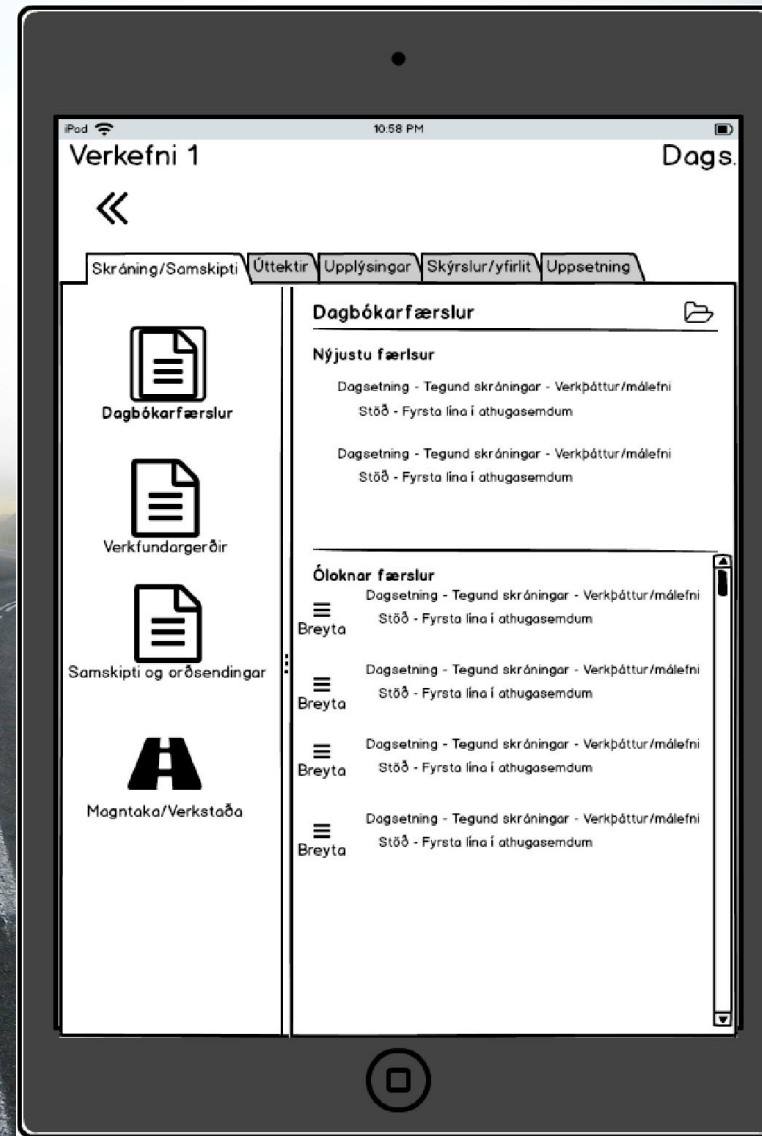 iPad 10:58 PM
Verkefni 1 Dags.
Skráning/Samskipti Úttektir Upplýsingar Skýrslur/yfirlit Uppsetning
Dagbókarfærslur
Verkfundargerðir
Samskipti og orðsendingar
Magntaka/Verkstaða
Dagbókarfærslur
Nýjustu færlsur
Dagsetning - Tegund skráningar - Verkþáttur/málefni
Stöð - Fyrsta lína í athugasemdum
Dagsetning - Tegund skráningar - Verkþáttur/málefni
Stöð - Fyrsta lína í athugasemdum
Óloknar færslur
Dagsetning - Tegund skráningar - Verkþáttur/málefni
Stöð - Fyrsta lína í athugasemdum
Breyta
Dagsetning - Tegund skráningar - Verkþáttur/málefni
Stöð - Fyrsta lína í athugasemdum
Breyta
Dagsetning - Tegund skráningar - Verkþáttur/málefni
Stöð - Fyrsta lína í athugasemdum
Breyta
Dagsetning - Tegund skráningar - Verkþáttur/málefni
Stöð - Fyrsta lína í athugasemdum
Breyta